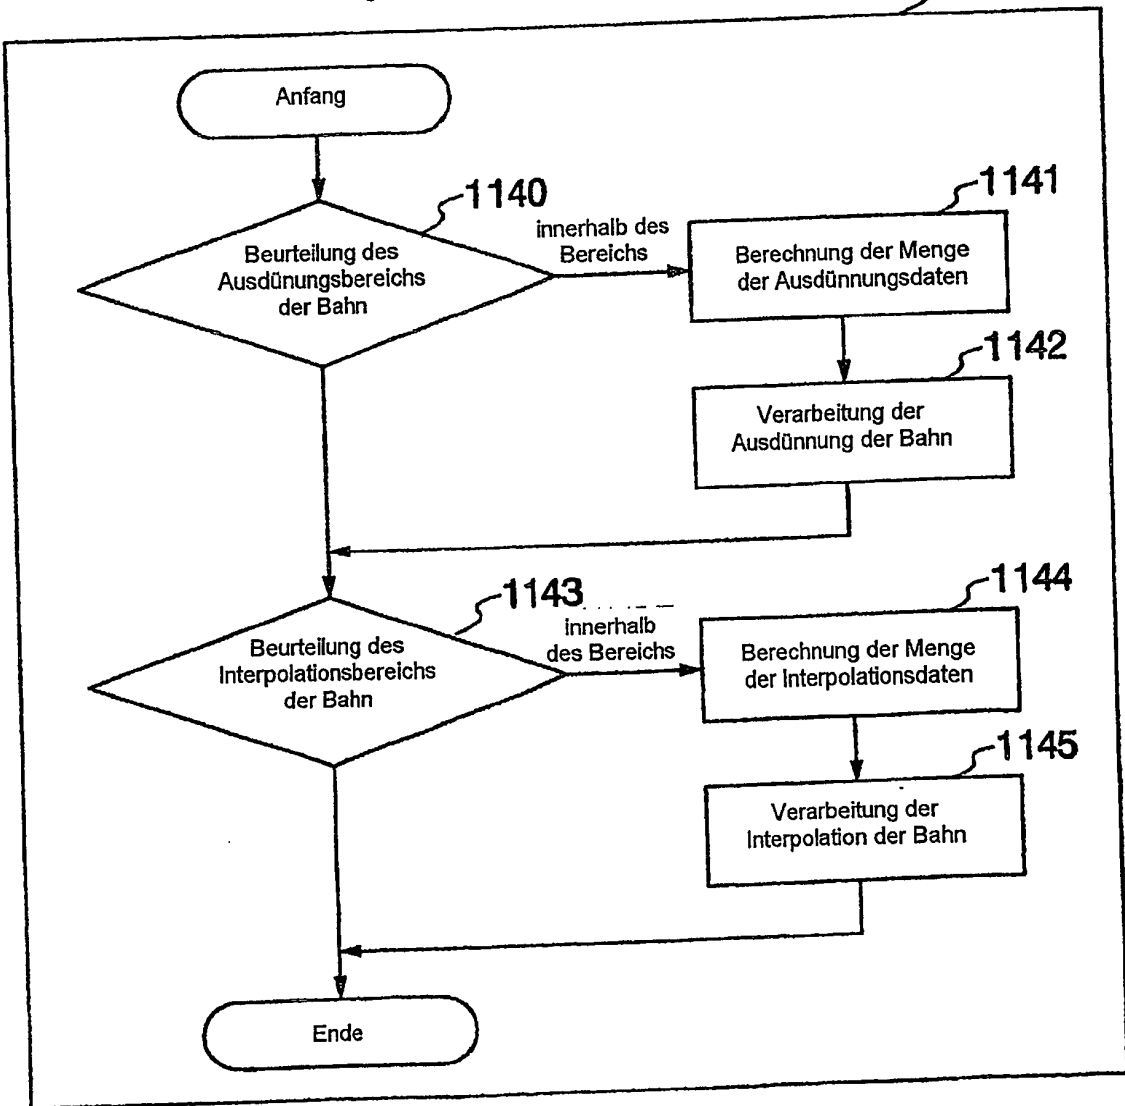 Anfang
1140
Beurteilung des
Ausdünungsbereichs
der Bahn
innerhalb des
Bereichs
1141
Berechnung der Menge
der Ausdünnungsdaten
1142
Verarbeitung der
Ausdünnung der Bahn
1143
Beurteilung des
Interpolationsbereichs
der Bahn
innerhalb
des Bereichs
1144
Berechnung der Menge
der Interpolationsdaten
1145
Verarbeitung der
Interpolation der Bahn
Ende